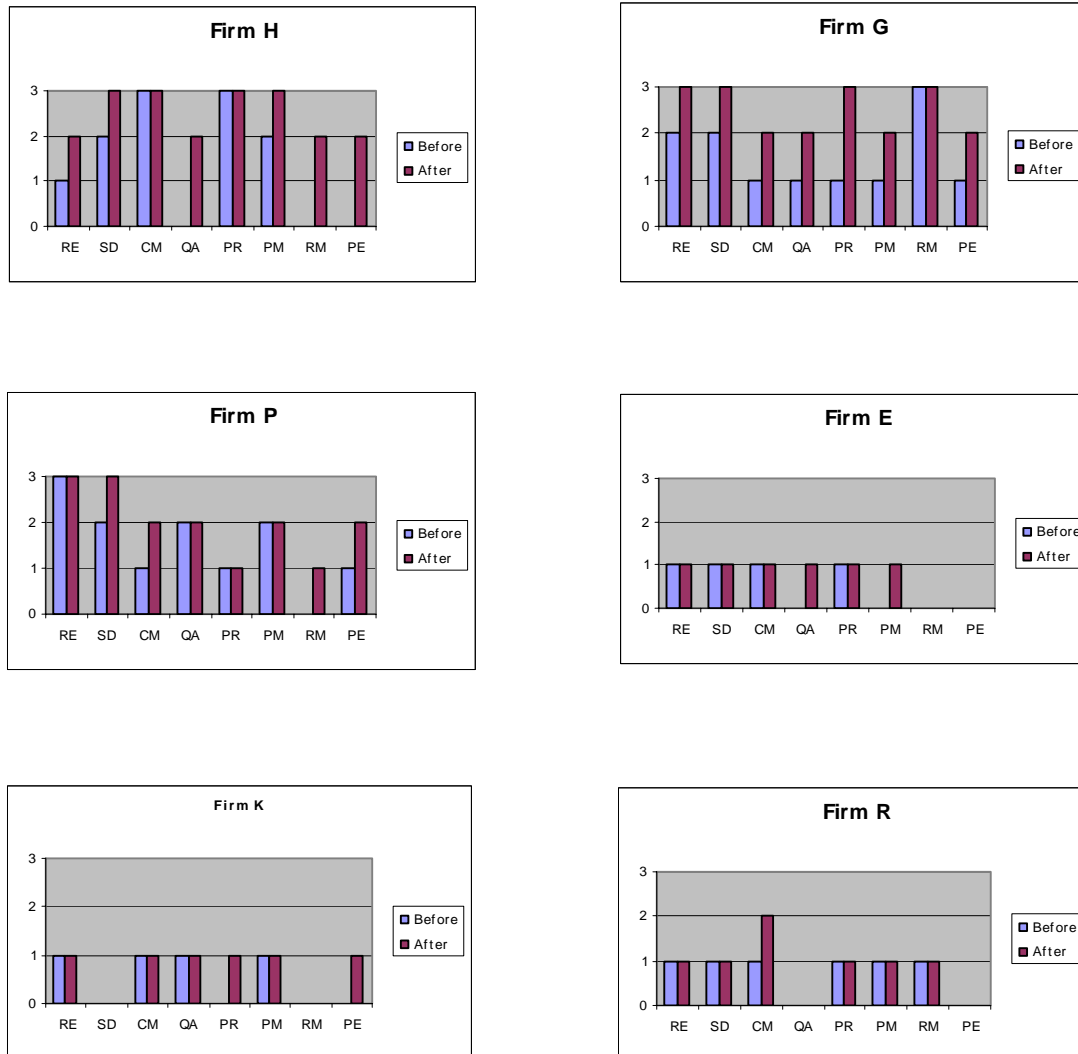 Firm H
3
2
1
0
RE SD CM QA PR PM RM PE
Before
After
Firm G
3
2
1
0
RE SD CM QA PR PM RM PE
Before
After
Firm P
3
2
1
0
RE SD CM QA PR PM RM PE
Before
After
Firm E
3
2
1
0
RE SD CM QA PR PM RM PE
Before
After
Firm K
3
2
1
0
RE SD CM QA PR PM RM PE
Before
After
Firm R
3
2
1
0
RE SD CM QA PR PM RM PE
Before
After